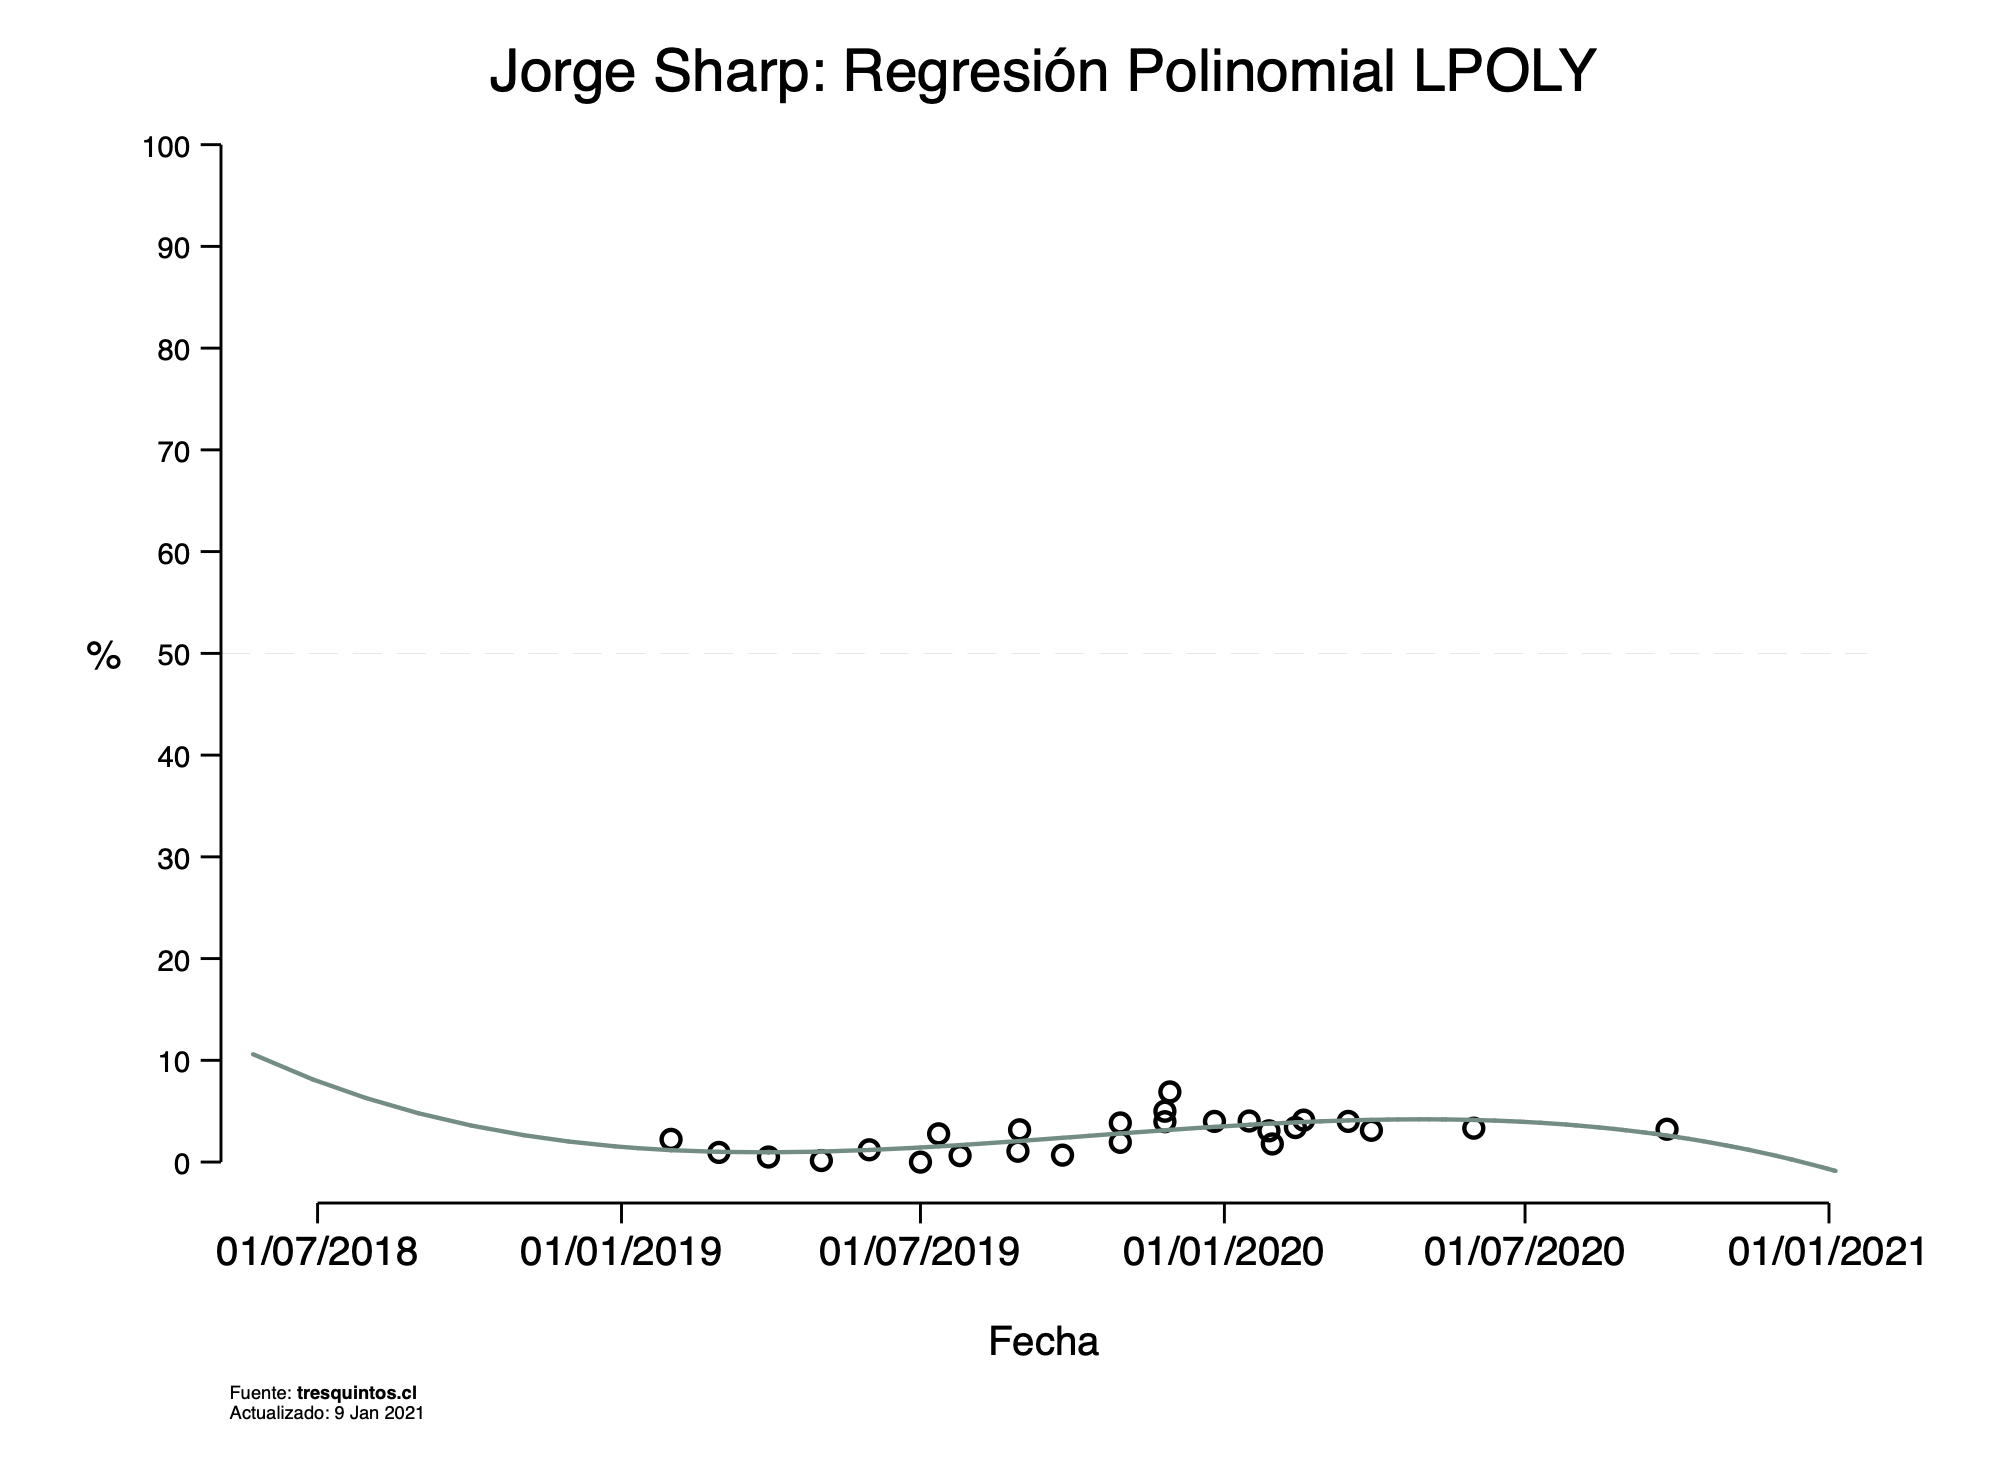 Jorge Sharp: Regresión Polinomial LPOLY
100
90
80
70
60
% 50
40
30
20
10
0
01/07/2018 01/01/2019 01/07/2019 01/01/2020 01/07/2020 01/01/2021
Fecha
Fuente: tresquintos.cl
Actualizado: 9 Jan 2021